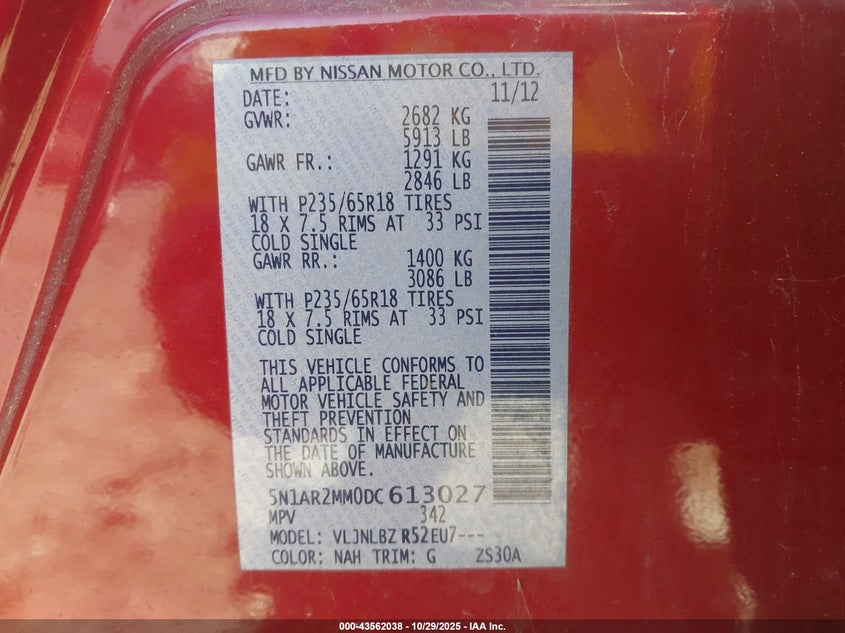 MFD BY NISSAN MOTOR CO., LTD.
DATE: 11/12
GVWR: 2682 KG
5913 LB
GAWR FR.: 1291 KG
2846 LB
WITH P235/65R18 TIRES
18 X 7.5 RIMS AT 33 PSI
COLD SINGLE
GAWR RR.: 1400 KG
3086 LB
WITH P235/65R18 TIRES
18 X 7.5 RIMS AT 33 PSI
COLD SINGLE
THIS VEHICLE CONFORMS TO
ALL APPLICABLE FEDERAL
MOTOR VEHICLE SAFETY AND
THEFT PREVENTION
STANDARDS IN EFFECT ON
THE DATE OF MANUFACTURE
SHOWN ABOVE.
5N1AR2MM0DC613027
MPV 342
MODEL: VLJNLBZ R52EU7---
COLOR: NAH TRIM: G ZS30A
000-43562038 - 10/29/2025 - IAA Inc.